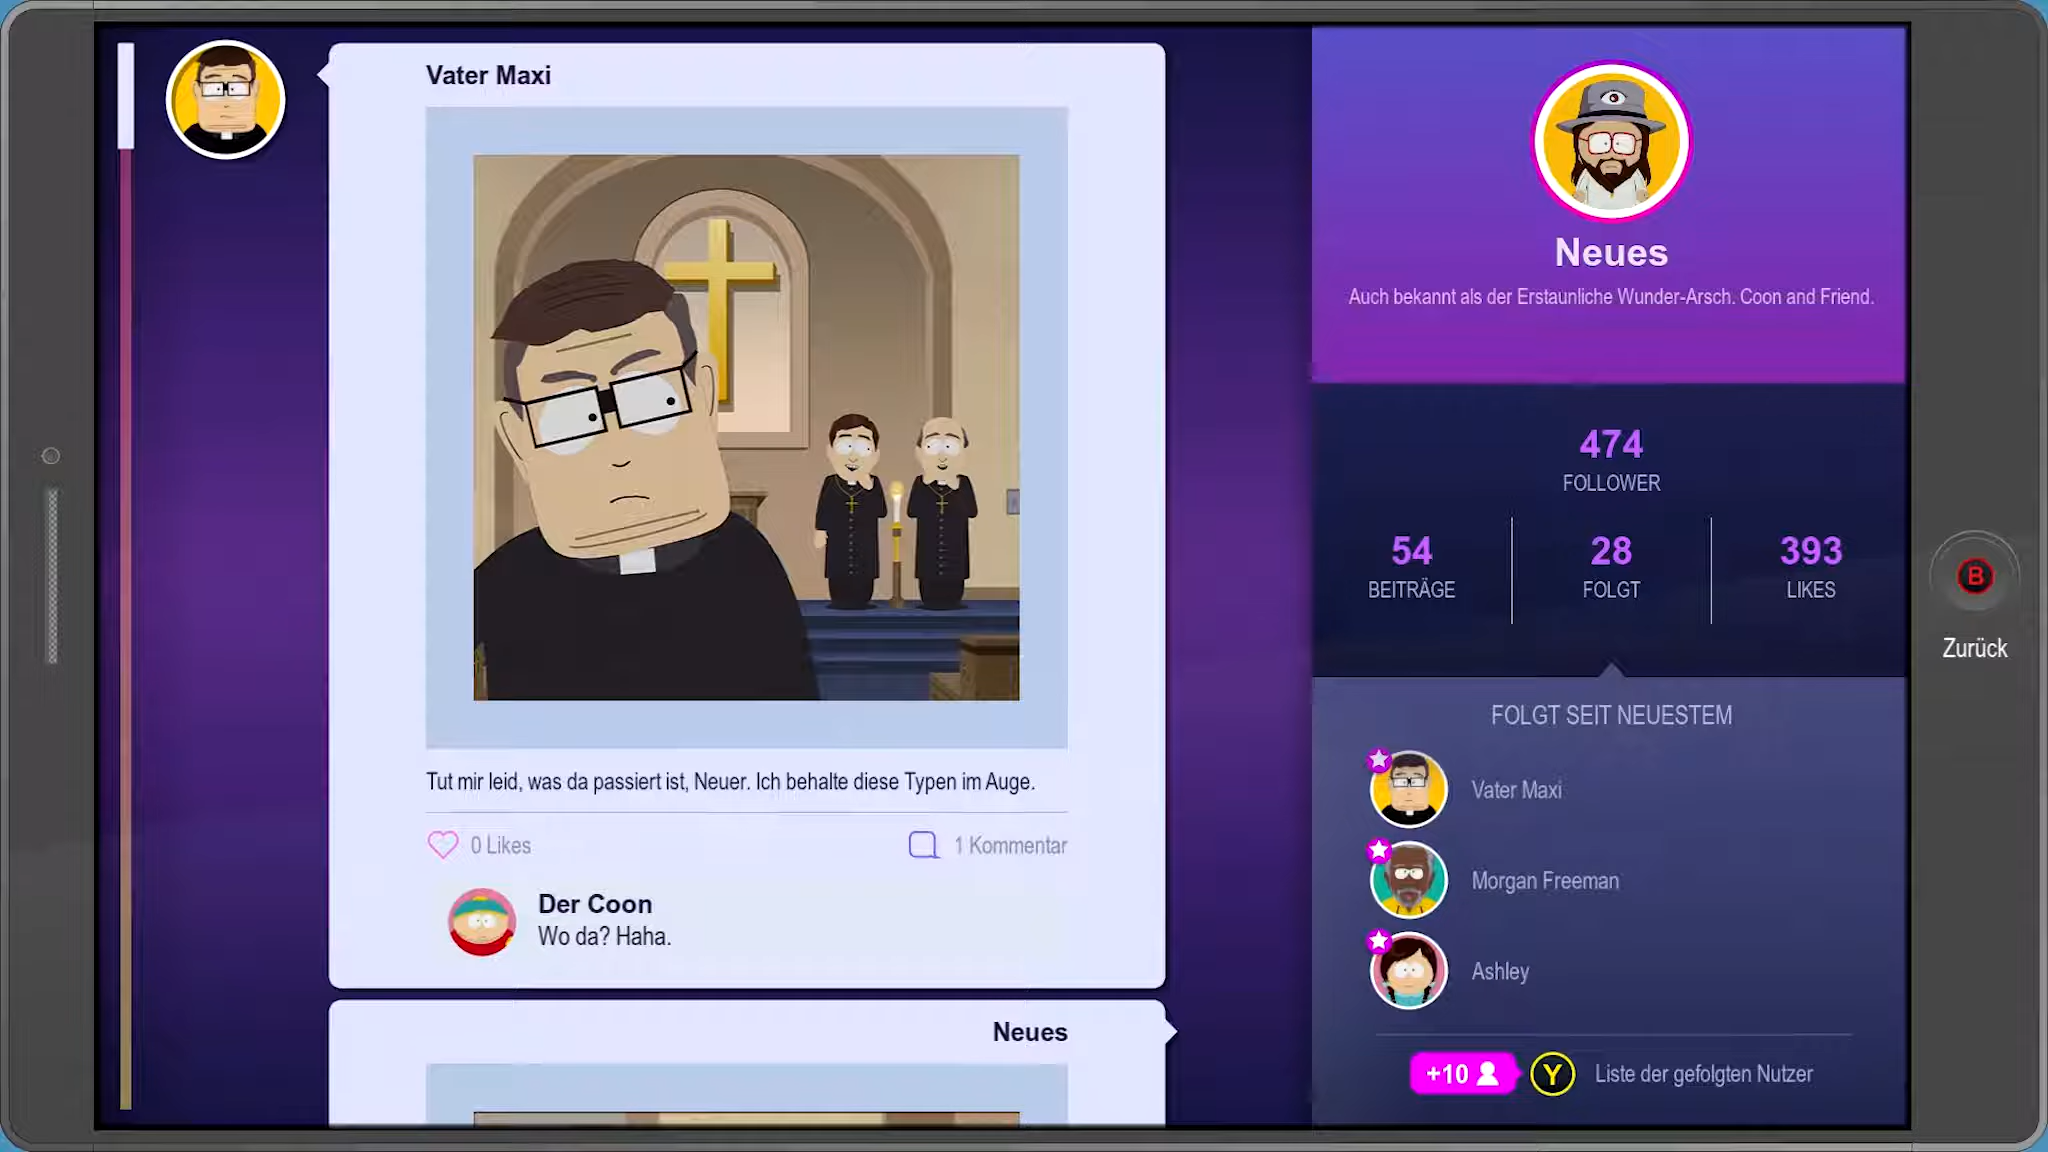 Vater Maxi
Tut mir leid, was da passiert ist, Neuer. Ich behalte diese Typen im Auge.
0 Likes
1 Kommentar
Der Coon
Wo da? Haha.
Neues
Neues
Auch bekannt als der Erstaunliche Wunder-Arsch. Coon and Friend.
474
FOLLOWER
54
BEITRÄGE
28
FOLGT
393
LIKES
FOLGT SEIT NEUESTEM
Vater Maxi
Morgan Freeman
Ashley
+10
Y
Liste der gefolgten Nutzer
B
Zurück